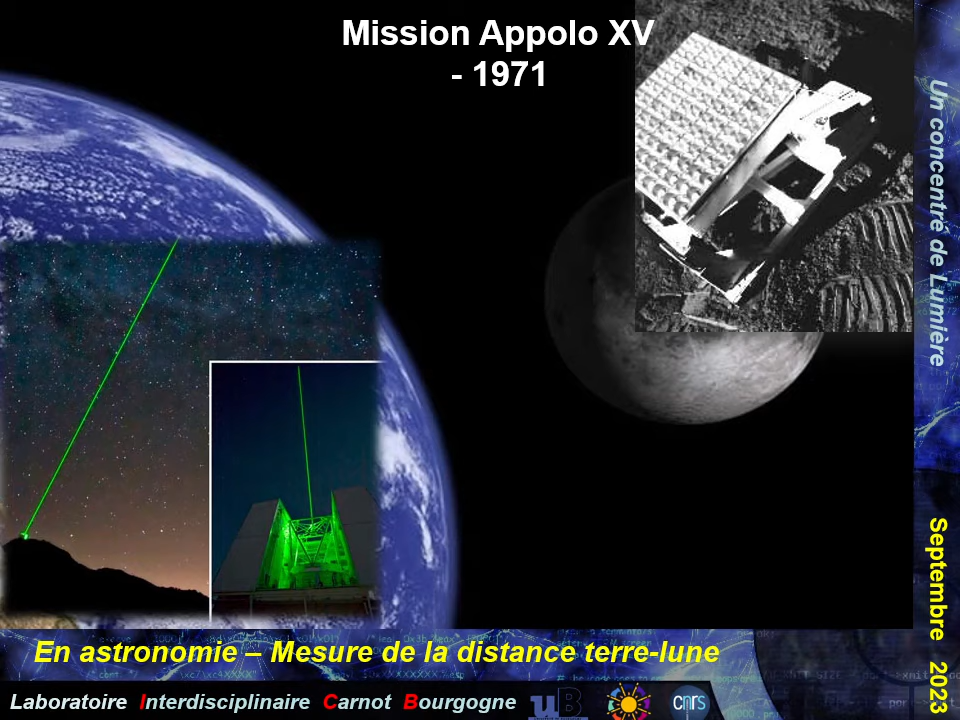 Mission Appolo XV
- 1971
Un concentré de Lumière
Septembre 2023
En astronomie – Mesure de la distance terre-lune
Laboratoire Interdisciplinaire Carnot Bourgogne
uB
cnrs